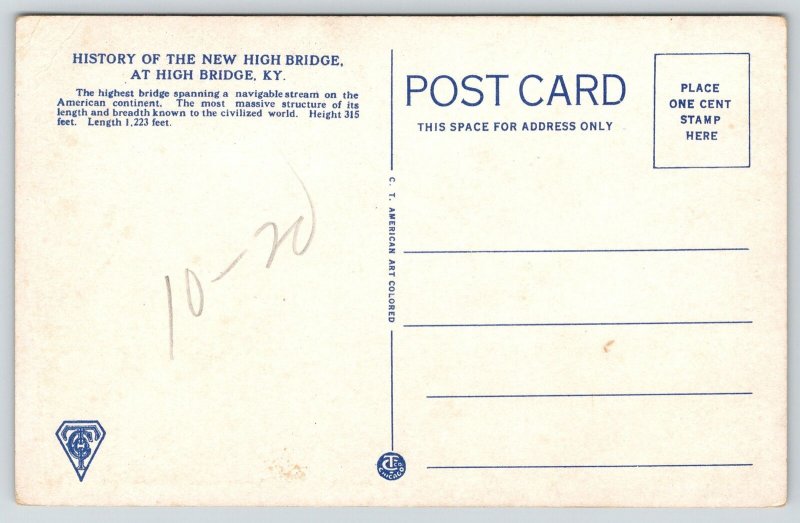 HISTORY OF THE NEW HIGH BRIDGE,
AT HIGH BRIDGE, KY.
The highest bridge spanning a navigable stream on the
American continent. The most massive structure of its
length and breadth known to the civilized world. Height 315
feet. Length 1,223 feet.
10-20
C. T. AMERICAN ART COLORED
CHICAGO
POST CARD
THIS SPACE FOR ADDRESS ONLY
PLACE
ONE CENT
STAMP
HERE